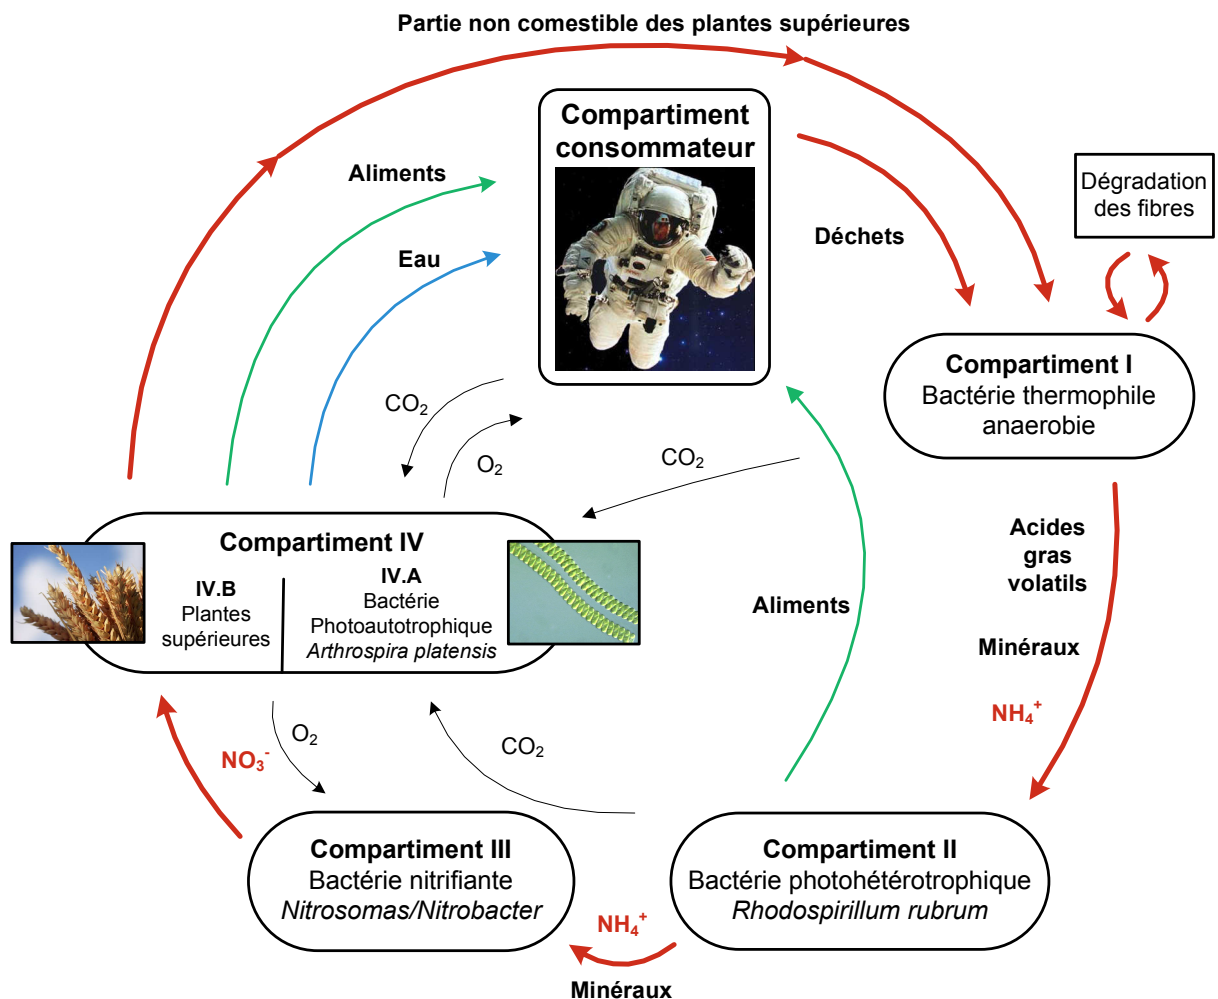 Partie non comestible des plantes supérieures
Compartiment
consommateur
Aliments
Eau
Déchets
Dégradation
des fibres
Compartiment I
Bactérie thermophile
anaerobie
CO₂
O₂
CO₂
Acides
gras
volatils
Minéraux
NH₄⁺
Aliments
Compartiment IV
IV.B
Plantes
supérieures
IV.A
Bactérie
Photoautotrophique
Arthrospira platensis
NO₃⁻
O₂
CO₂
Compartiment III
Bactérie nitrifiante
Nitrosomas/Nitrobacter
Compartiment II
Bactérie photohétérotrophique
Rhodospirillum rubrum
NH₄⁺
Minéraux